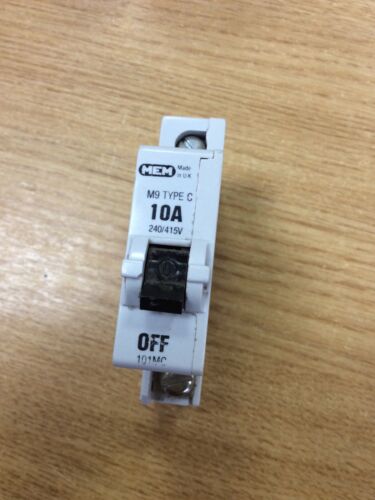 MEM
Made
in U·K
M9 TYPE C
10A
240/415V
OFF
101MC